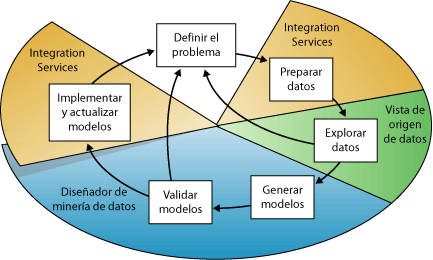 Definir el
problema
Integration
Services
Integration
Services
Preparar
datos
Implementar
y actualizar
modelos
Vista de
origen
de datos
Explorar
datos
Diseñador de
minería de datos
Validar
modelos
Generar
modelos